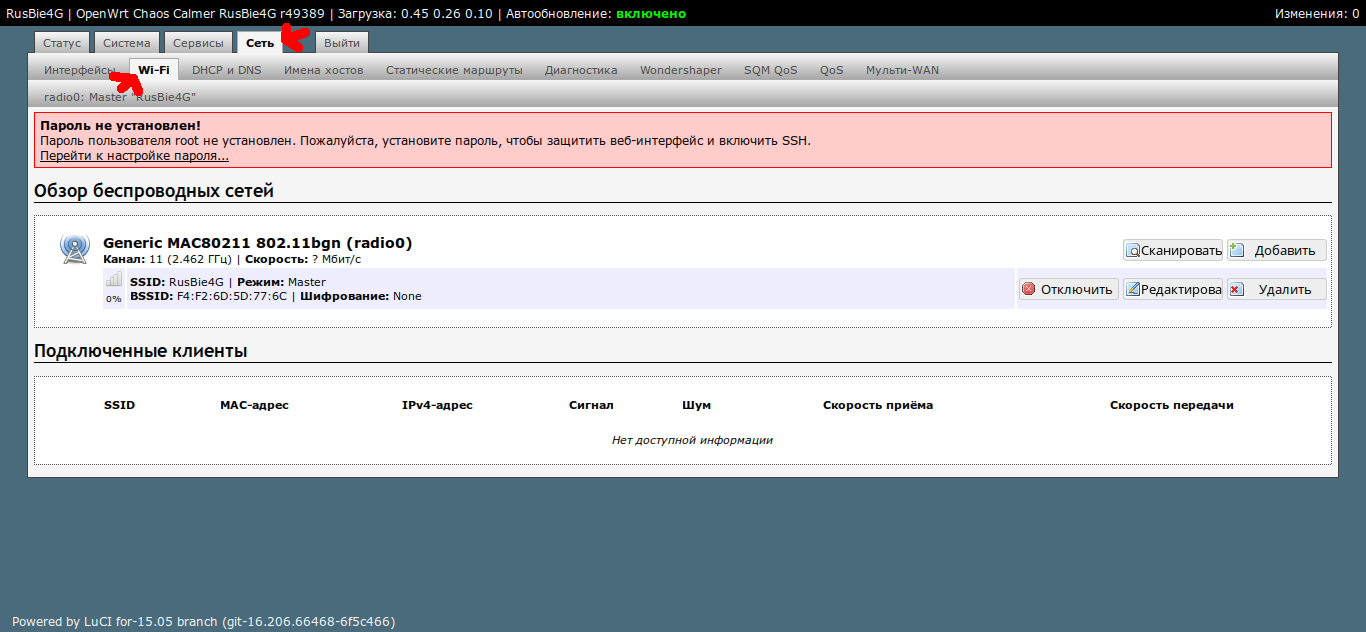 RusBie4G | OpenWrt Chaos Calmer RusBie4G r49389 | Загрузка: 0.45 0.26 0.10 | Автообновление: включено Изменения: 0
Статус Система Сервисы Сеть Выйти
Интерфейсы Wi-Fi DHCP и DNS Имена хостов Статические маршруты Диагностика Wondershaper SQM QoS QoS Мульти-WAN
radio0: Master "RusBie4G"
Пароль не установлен!
Пароль пользователя root не установлен. Пожалуйста, установите пароль, чтобы защитить веб-интерфейс и включить SSH.
Перейти к настройке пароля...
Обзор беспроводных сетей
Generic MAC80211 802.11bgn (radio0)
Канал: 11 (2.462 ГГц) | Скорость: ? Мбит/с
Сканировать Добавить
SSID: RusBie4G | Режим: Master
0% BSSID: F4:F2:6D:5D:77:6C | Шифрование: None
Отключить Редактирова Удалить
Подключенные клиенты
SSID MAC-адрес IPv4-адрес Сигнал Шум Скорость приёма Скорость передачи
Нет доступной информации
Powered by LuCI for-15.05 branch (git-16.206.66468-6f5c466)